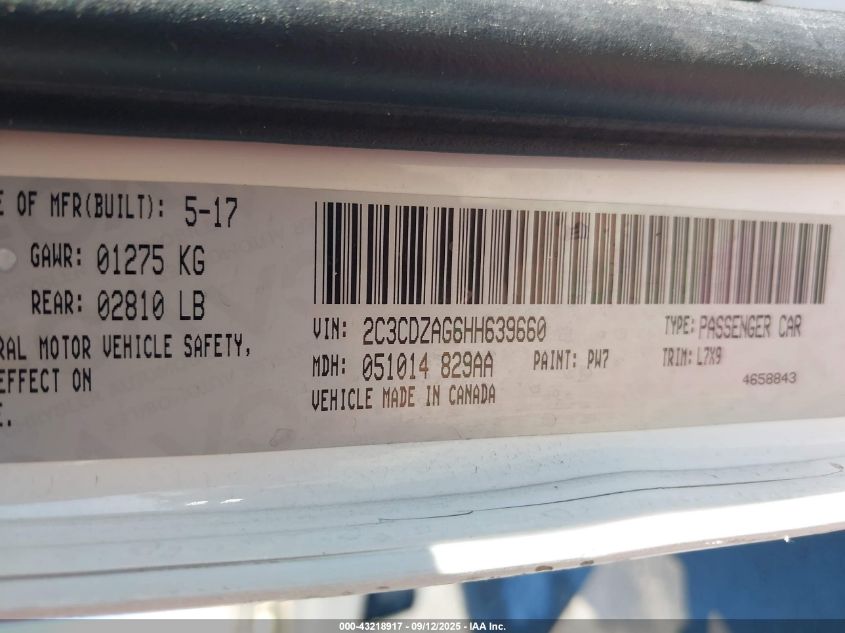 E OF MFR(BUILT): 5-17
GAWR: 01275 KG
REAR: 02810 LB
RAL MOTOR VEHICLE SAFETY,
EFFECT ON
E.
VIN: 2C3CDZAG6HH639660
TYPE: PASSENGER CAR
MDH: 051014 829AA
PAINT: PW7
TRIM: L7X9
VEHICLE MADE IN CANADA
4658843
000-43218917 - 09/12/2025 - IAA Inc.